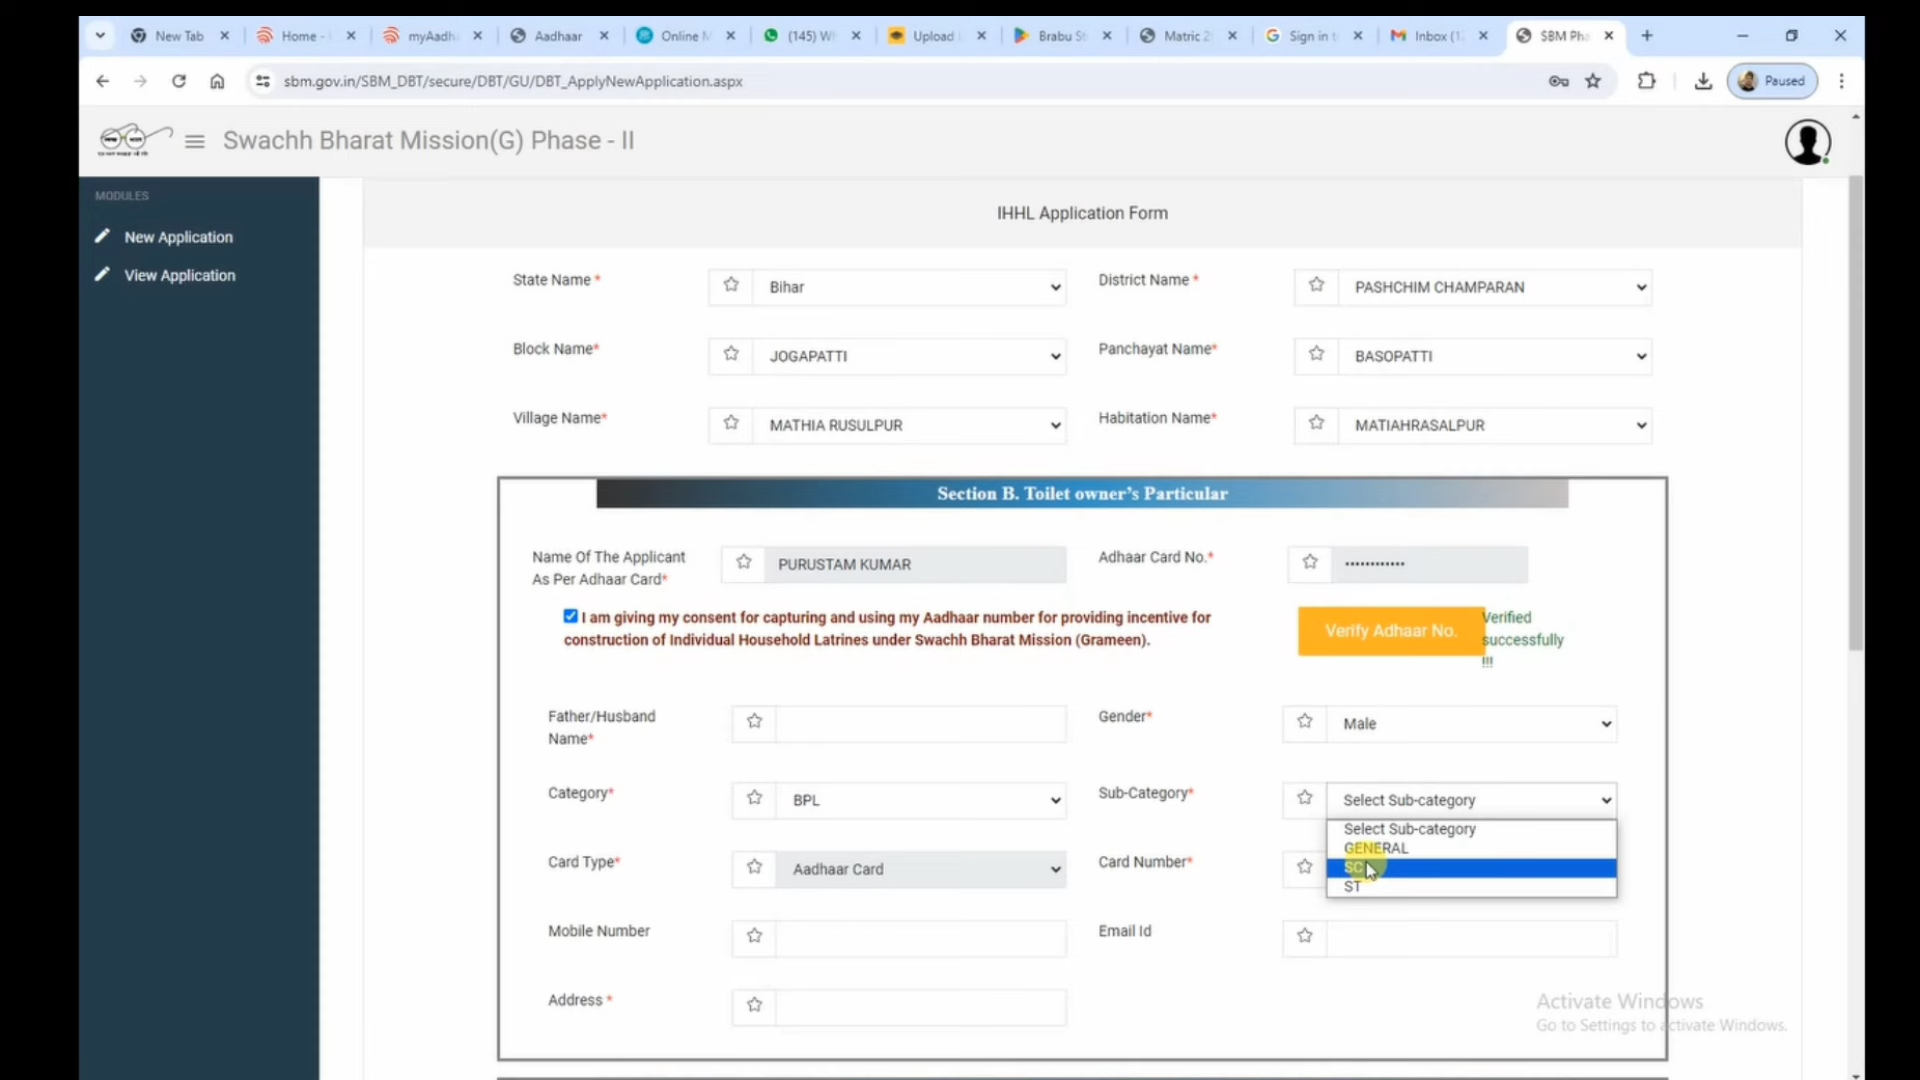 New Tab
Home -
myAadh
Aadhaar
Online M
(145) Wh
Upload
Brabu St
Matric 2
Sign in t
Inbox (1
SBM Pha
sbm.gov.in/SBM_DBT/secure/DBT/GU/DBT_ApplyNewApplication.aspx
Paused
Swachh Bharat Mission(G) Phase - II
MODULES
New Application
View Application
IHHL Application Form
State Name *
Bihar
District Name *
PASHCHIM CHAMPARAN
Block Name*
JOGAPATTI
Panchayat Name*
BASOPATTI
Village Name*
MATHIA RUSULPUR
Habitation Name*
MATIAHRASALPUR
Section B. Toilet owner's Particular
Name Of The Applicant
As Per Adhaar Card*
PURUSTAM KUMAR
Adhaar Card No.*
••••••••••••
I am giving my consent for capturing and using my Aadhaar number for providing incentive for
construction of Individual Household Latrines under Swachh Bharat Mission (Grameen).
Verify Adhaar No.
Verified
successfully
!!!
Father/Husband
Name*
Gender*
Male
Category*
BPL
Sub-Category*
Select Sub-category
Select Sub-category
GENERAL
SC
ST
Card Type*
Aadhaar Card
Card Number*
Mobile Number
Email Id
Address *
Activate Windows
Go to Settings to activate Windows.